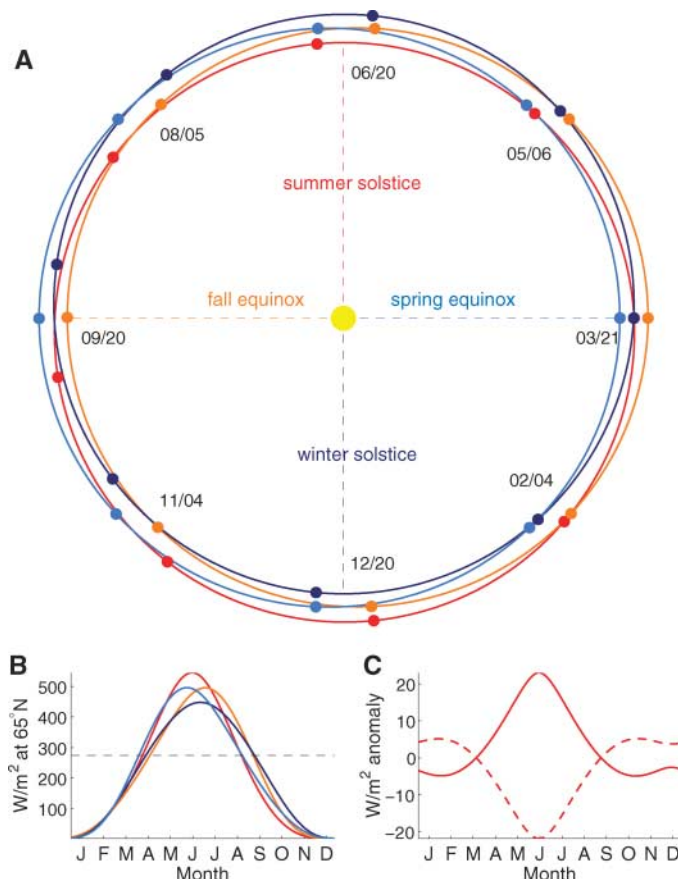 A
06/20
08/05
05/06
summer solstice
fall equinox
spring equinox
09/20
03/21
winter solstice
11/04
02/04
12/20
B
W/m² at 65°N
500
400
300
200
100
J F M A M J J A S O N D
Month
C
W/m² anomaly
20
10
0
-10
-20
J F M A M J J A S O N D
Month